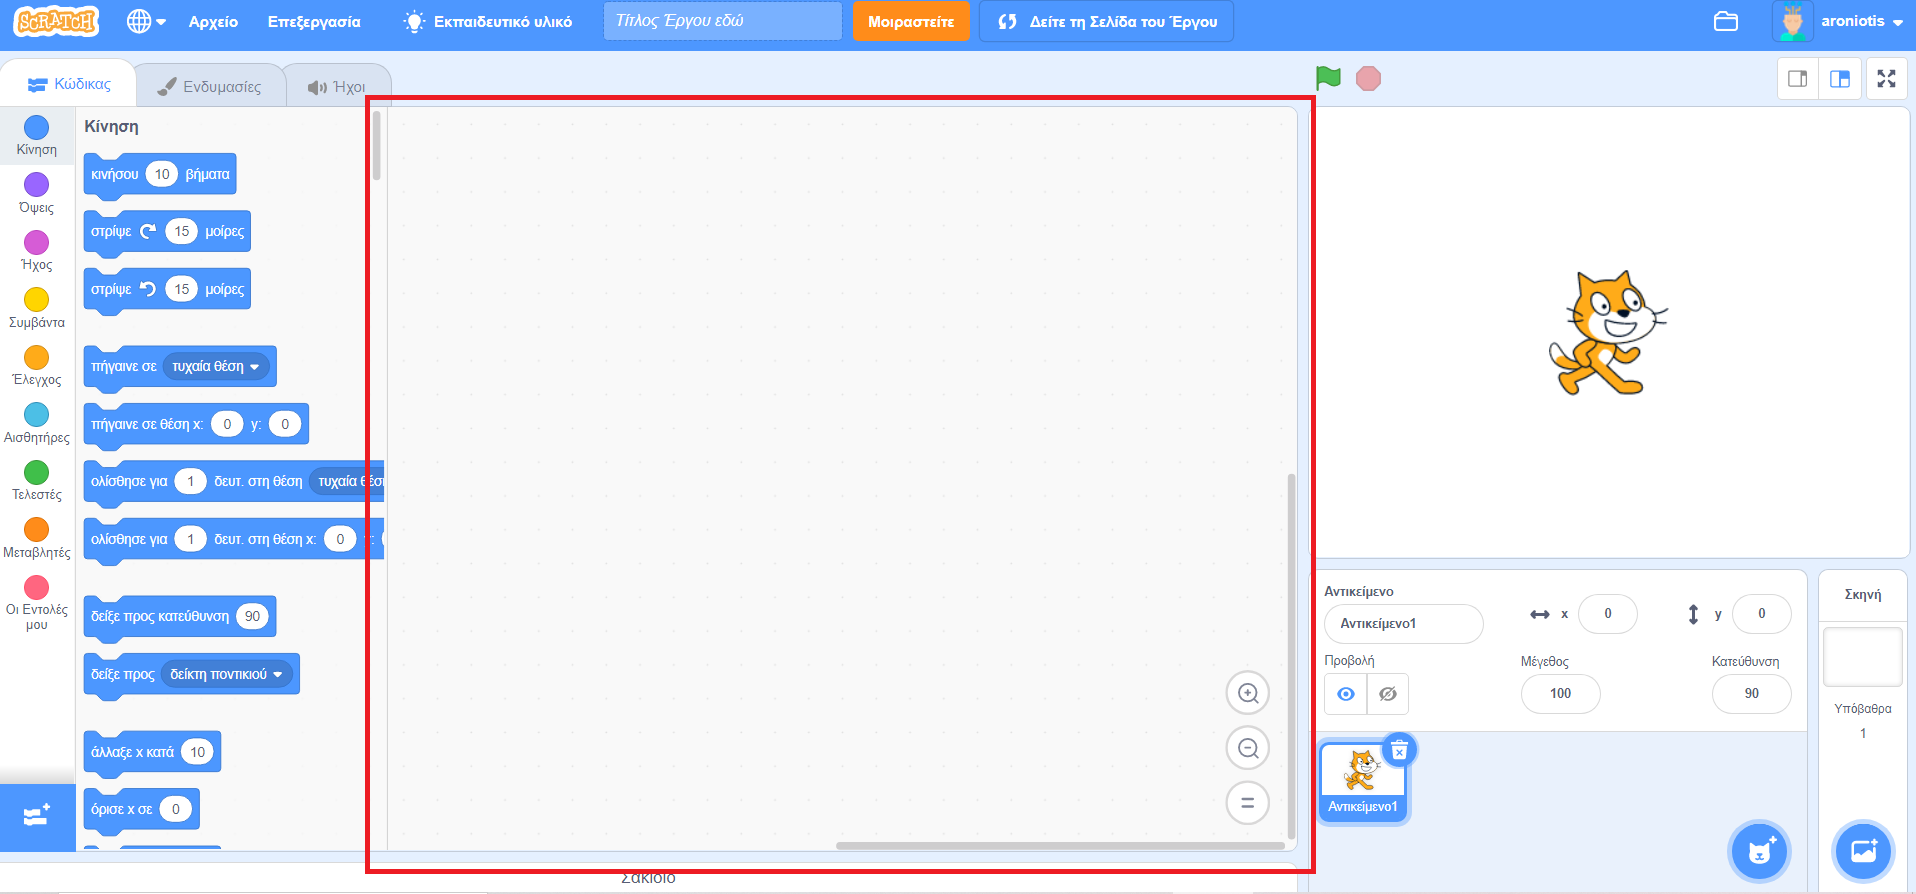 SCRATCH Αρχείο Επεξεργασία Εκπαιδευτικό υλικό Τίτλος Έργου εδώ Μοιραστείτε Δείτε τη Σελίδα του Έργου aroniotis
Κώδικας Ενδυμασίες Ήχοι
Κίνηση
Όψεις
Ήχος
Συμβάντα
Έλεγχος
Αισθητήρες
Τελεστές
Μεταβλητές
Οι Εντολές
μου
Κίνηση
κινήσου 10 βήματα
στρίψε 15 μοίρες
στρίψε 15 μοίρες
πήγαινε σε τυχαία θέση
πήγαινε σε θέση x: 0 y: 0
ολίσθησε για 1 δευτ. στη θέση τυχαία θέση
ολίσθησε για 1 δευτ. στη θέση x: 0
δείξε προς κατεύθυνση 90
δείξε προς δείκτη ποντικιού
άλλαξε x κατά 10
όρισε x σε 0
Σακίδιο
Αντικείμενο
Αντικείμενο1 x 0 y 0
Προβολή Μέγεθος Κατεύθυνση
100 90
Αντικείμενο1
Σκηνή
Υπόβαθρα
1